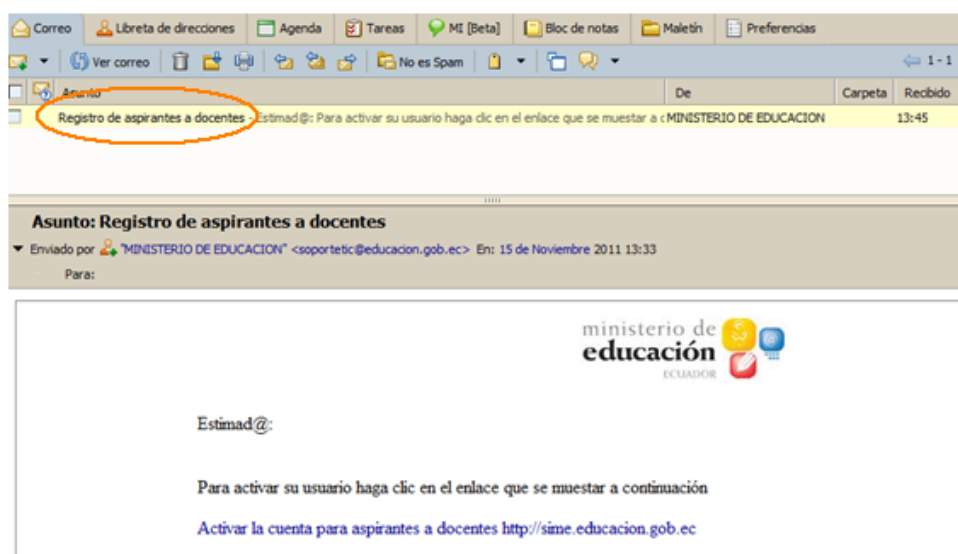 Correo Libreta de direcciones Agenda Tareas MI [Beta] Bloc de notas Maletín Preferencias
Ver correo No es Spam 1 - 1
Asunto De Carpeta Recibido
Registro de aspirantes a docentes - Estimad@: Para activar su usuario haga clic en el enlace que se muestar a c MINISTERIO DE EDUCACION 13:45
Asunto: Registro de aspirantes a docentes
Enviado por "MINISTERIO DE EDUCACION" <soportetic@educacion.gob.ec> En: 15 de Noviembre 2011 13:33
Para:
ministerio de
educación
ECUADOR
Estimad@:
Para activar su usuario haga clic en el enlace que se muestar a continuación
Activar la cuenta para aspirantes a docentes http://sime.educacion.gob.ec